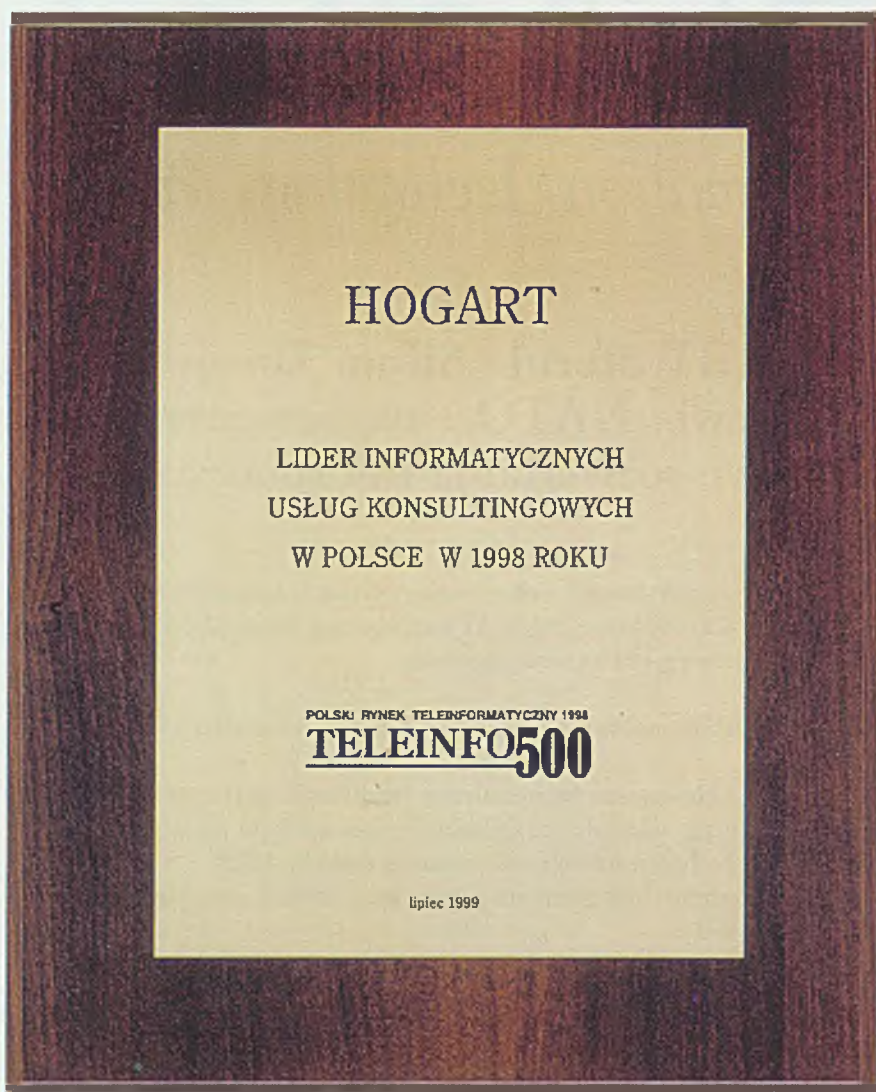 HOGART
LIDER INFORMATYCZNYCH
USŁUG KONSULTINGOWYCH
W POLSCE W 1998 ROKU
POLSKI RYNEK TELEINFORMATYCZNY 1998
TELEINFO500
lipiec 1999